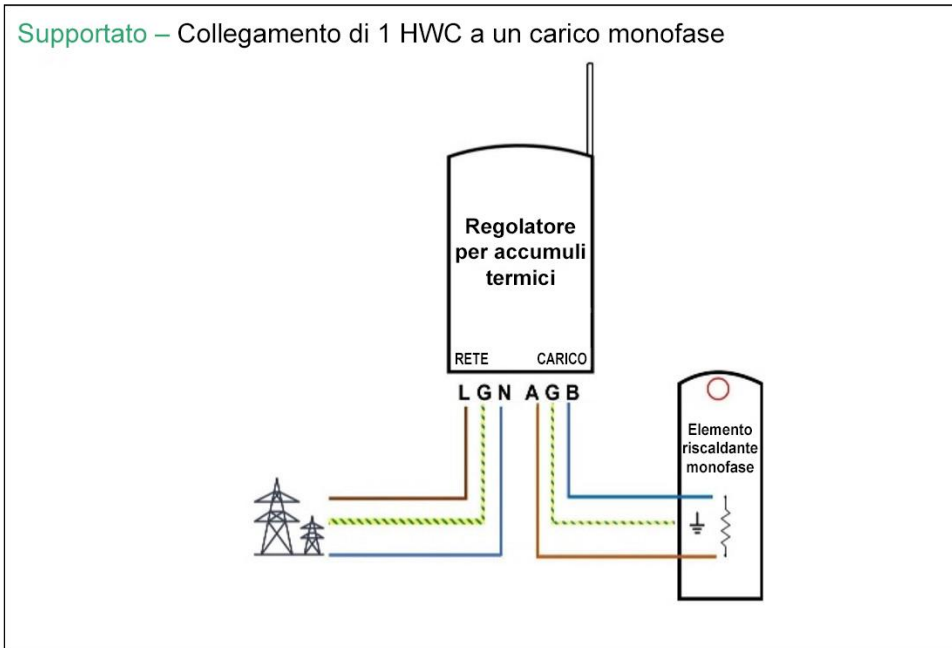 Supportato – Collegamento di 1 HWC a un carico monofase
Regolatore
per accumuli
termici
RETE CARICO
L G N A G B
Elemento
riscaldante
monofase